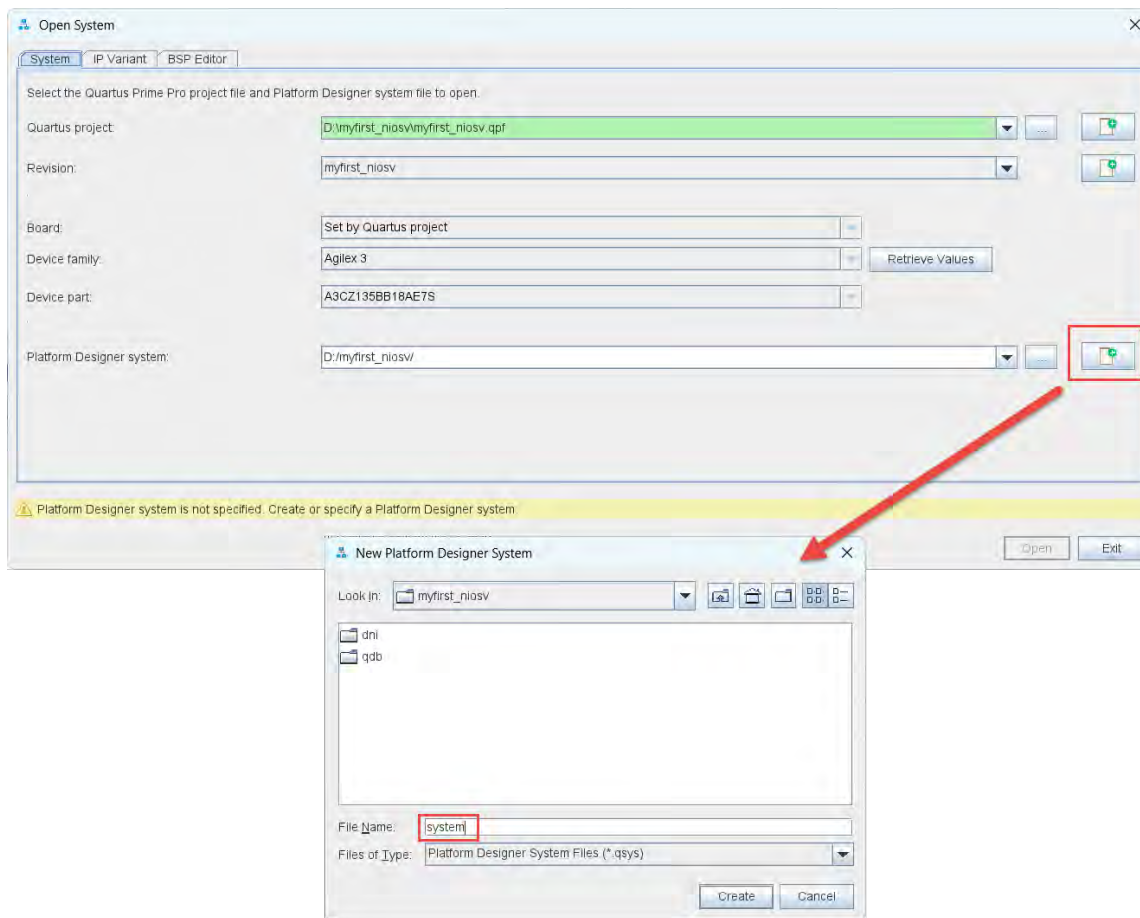 Open System
System IP Variant BSP Editor
Select the Quartus Prime Pro project file and Platform Designer system file to open.
Quartus project: D:\myfirst_niosv\myfirst_niosv.qpf ...
Revision: myfirst_niosv
Board: Set by Quartus project
Device family: Agilex 3 Retrieve Values
Device part: A3CZ135BB18AE7S
Platform Designer system: D:/myfirst_niosv/ ...
Platform Designer system is not specified. Create or specify a Platform Designer system
Open Exit
New Platform Designer System
Look in: myfirst_niosv
dni
qdb
File Name: system
Files of Type: Platform Designer System Files (*.qsys)
Create Cancel